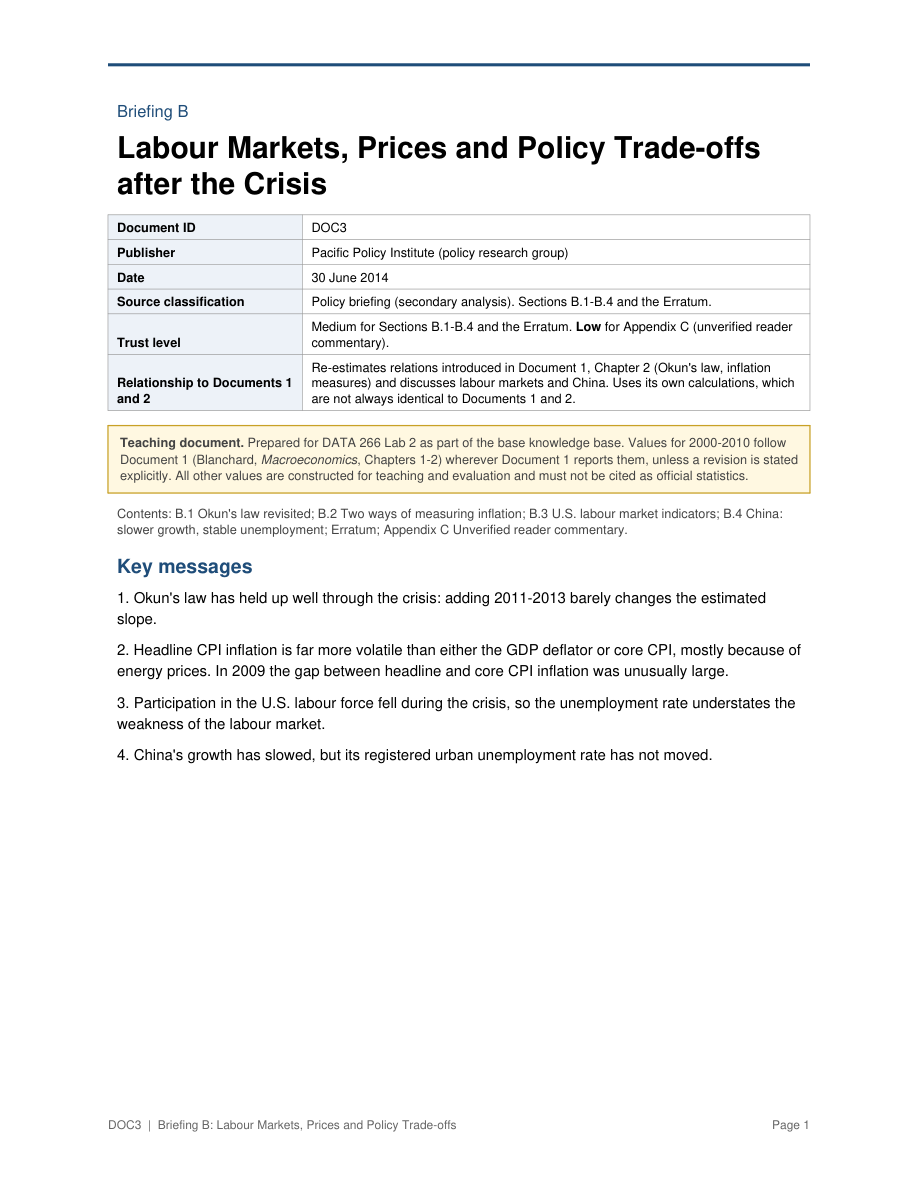 Briefing B
Labour Markets, Prices and Policy Trade-offs
after the Crisis
Document ID DOC3
Publisher Pacific Policy Institute (policy research group)
Date 30 June 2014
Source classification Policy briefing (secondary analysis). Sections B.1-B.4 and the Erratum.
Trust level Medium for Sections B.1-B.4 and the Erratum. Low for Appendix C (unverified reader
commentary).
Relationship to Documents 1
and 2
Re-estimates relations introduced in Document 1, Chapter 2 (Okun's law, inflation
measures) and discusses labour markets and China. Uses its own calculations, which
are not always identical to Documents 1 and 2.
Teaching document. Prepared for DATA 266 Lab 2 as part of the base knowledge base. Values for 2000-2010 follow
Document 1 (Blanchard, Macroeconomics, Chapters 1-2) wherever Document 1 reports them, unless a revision is stated
explicitly. All other values are constructed for teaching and evaluation and must not be cited as official statistics.
Contents: B.1 Okun's law revisited; B.2 Two ways of measuring inflation; B.3 U.S. labour market indicators; B.4 China:
slower growth, stable unemployment; Erratum; Appendix C Unverified reader commentary.
Key messages
1. Okun's law has held up well through the crisis: adding 2011-2013 barely changes the estimated
slope.
2. Headline CPI inflation is far more volatile than either the GDP deflator or core CPI, mostly because of
energy prices. In 2009 the gap between headline and core CPI inflation was unusually large.
3. Participation in the U.S. labour force fell during the crisis, so the unemployment rate understates the
weakness of the labour market.
4. China's growth has slowed, but its registered urban unemployment rate has not moved.
DOC3 | Briefing B: Labour Markets, Prices and Policy Trade-offs
Page 1